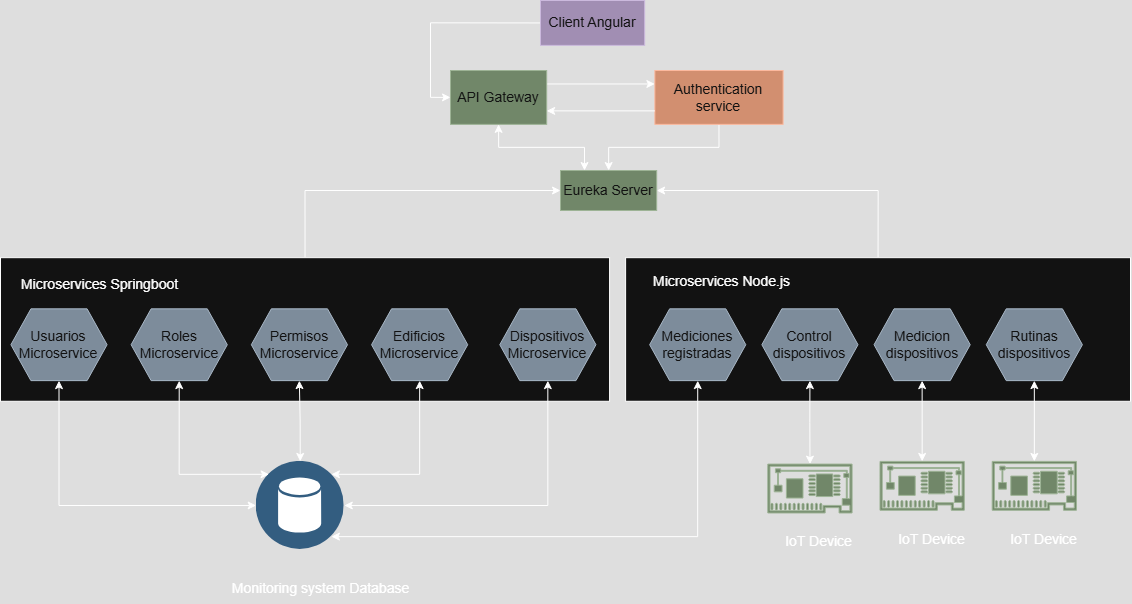 Client Angular
API Gateway
Authentication
service
Eureka Server
Microservices Springboot
Microservices Node.js
Usuarios
Microservice
Roles
Microservice
Permisos
Microservice
Edificios
Microservice
Dispositivos
Microservice
Mediciones
registradas
Control
dispositivos
Medicion
dispositivos
Rutinas
dispositivos
IoT Device
IoT Device
IoT Device
Monitoring system Database